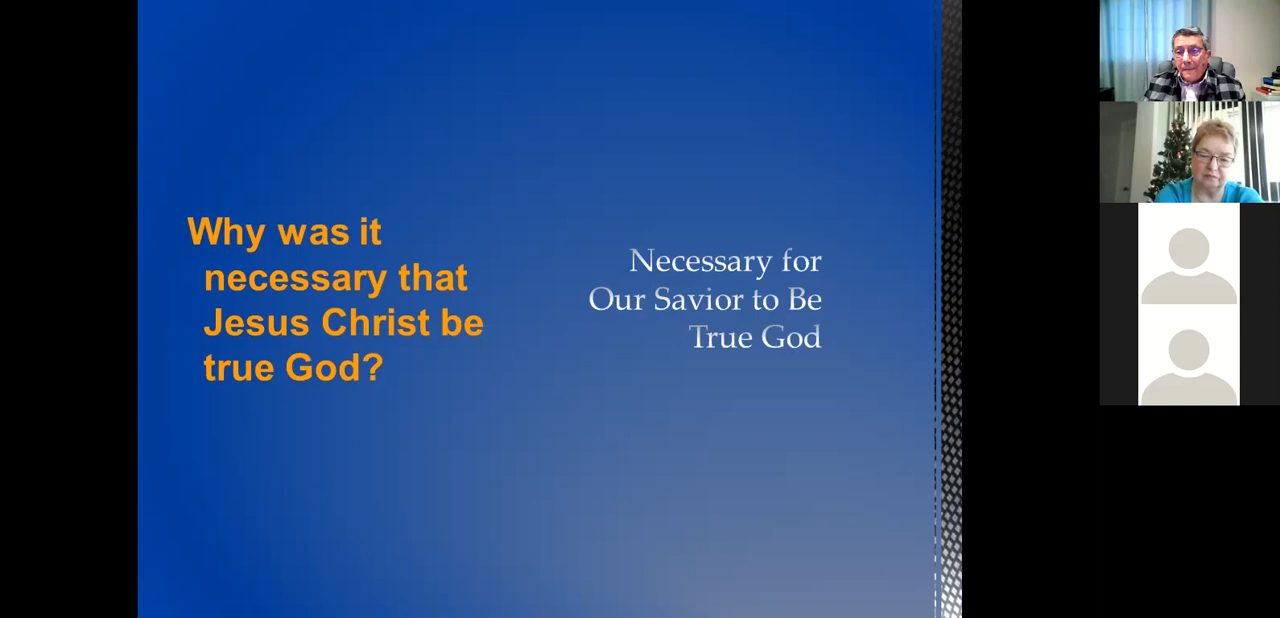 Why was it
necessary that
Jesus Christ be
true God?
Necessary for
Our Savior to Be
True God